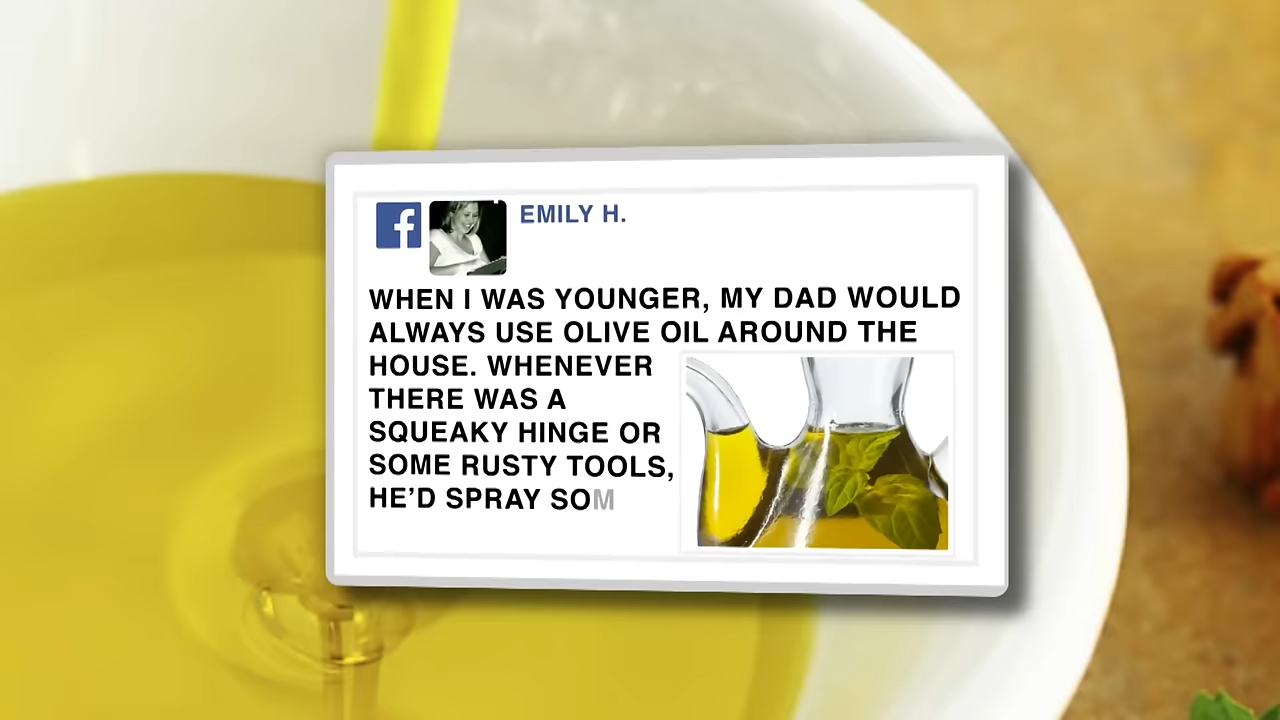 EMILY H.
WHEN I WAS YOUNGER, MY DAD WOULD
ALWAYS USE OLIVE OIL AROUND THE
HOUSE. WHENEVER
THERE WAS A
SQUEAKY HINGE OR
SOME RUSTY TOOLS,
HE’D SPRAY SOM